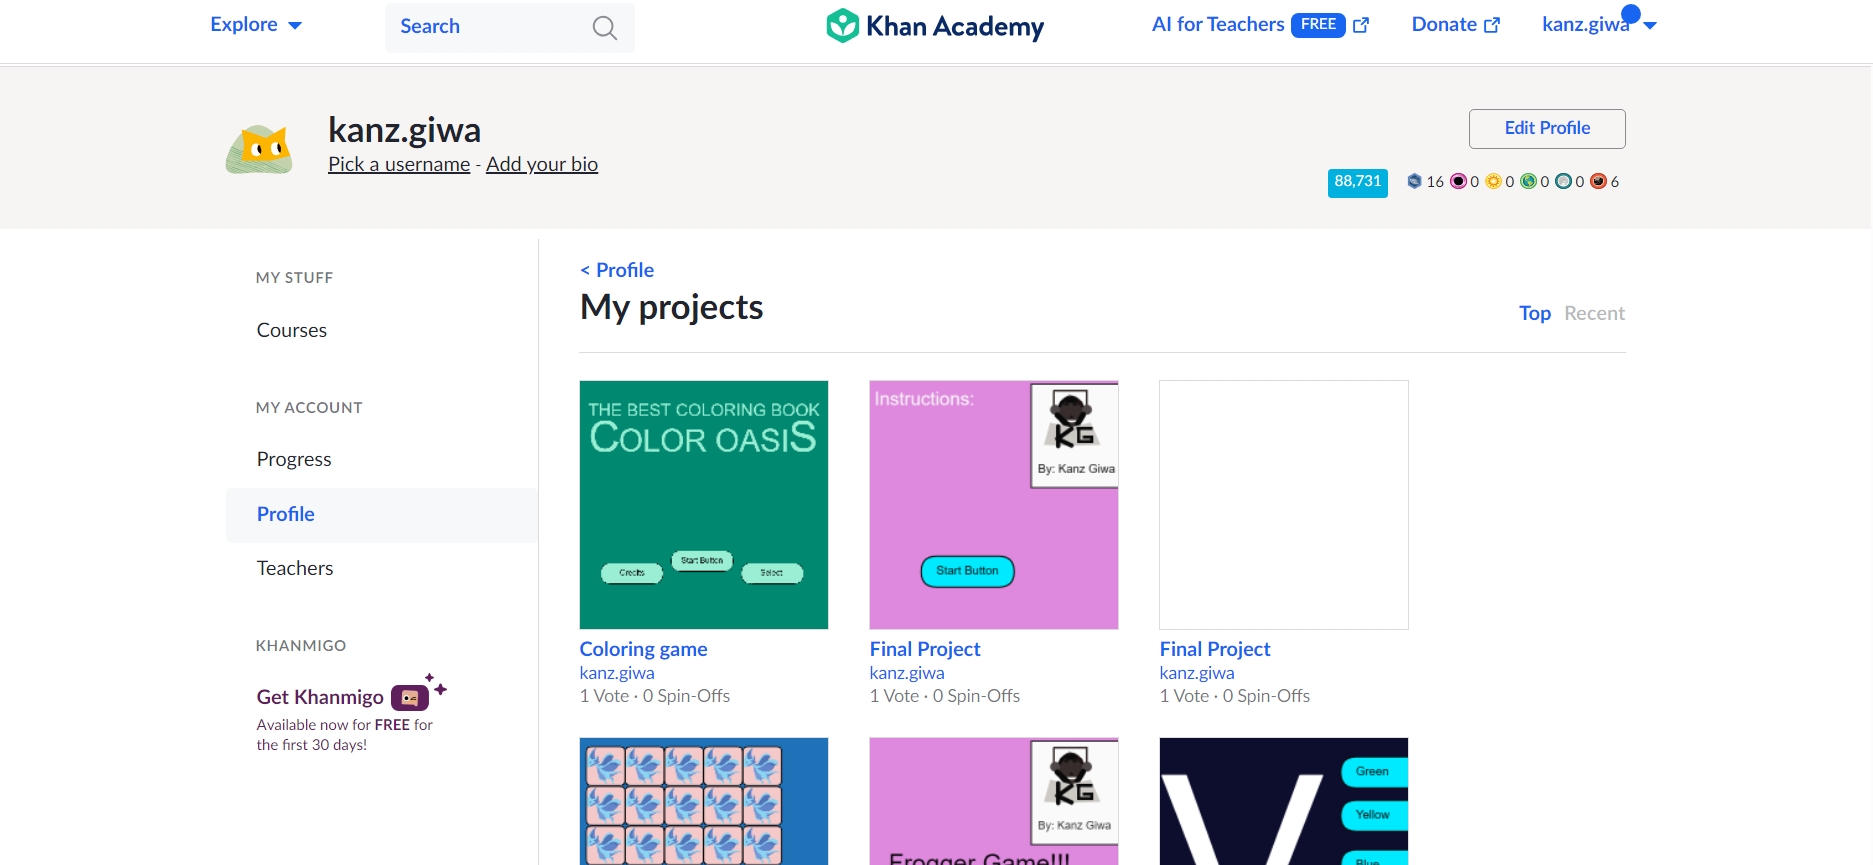 Explore
Search
Khan Academy
AI for Teachers FREE
Donate
kanz.giwa
kanz.giwa
Pick a username - Add your bio
Edit Profile
88,731 16 0 0 0 0 6
MY STUFF
Courses
MY ACCOUNT
Progress
Profile
Teachers
KHANMIGO
Get Khanmigo
Available now for FREE for
the first 30 days!
< Profile
My projects
Top Recent
THE BEST COLORING BOOK
COLOR OASIS
Credits
Start Button
Select
Coloring game
kanz.giwa
1 Vote · 0 Spin-Offs
Instructions:
KG
By: Kanz Giwa
Start Button
Final Project
kanz.giwa
1 Vote · 0 Spin-Offs
Final Project
kanz.giwa
1 Vote · 0 Spin-Offs
KG
By: Kanz Giwa
Frogger Game!!!
Green
Yellow
Blue